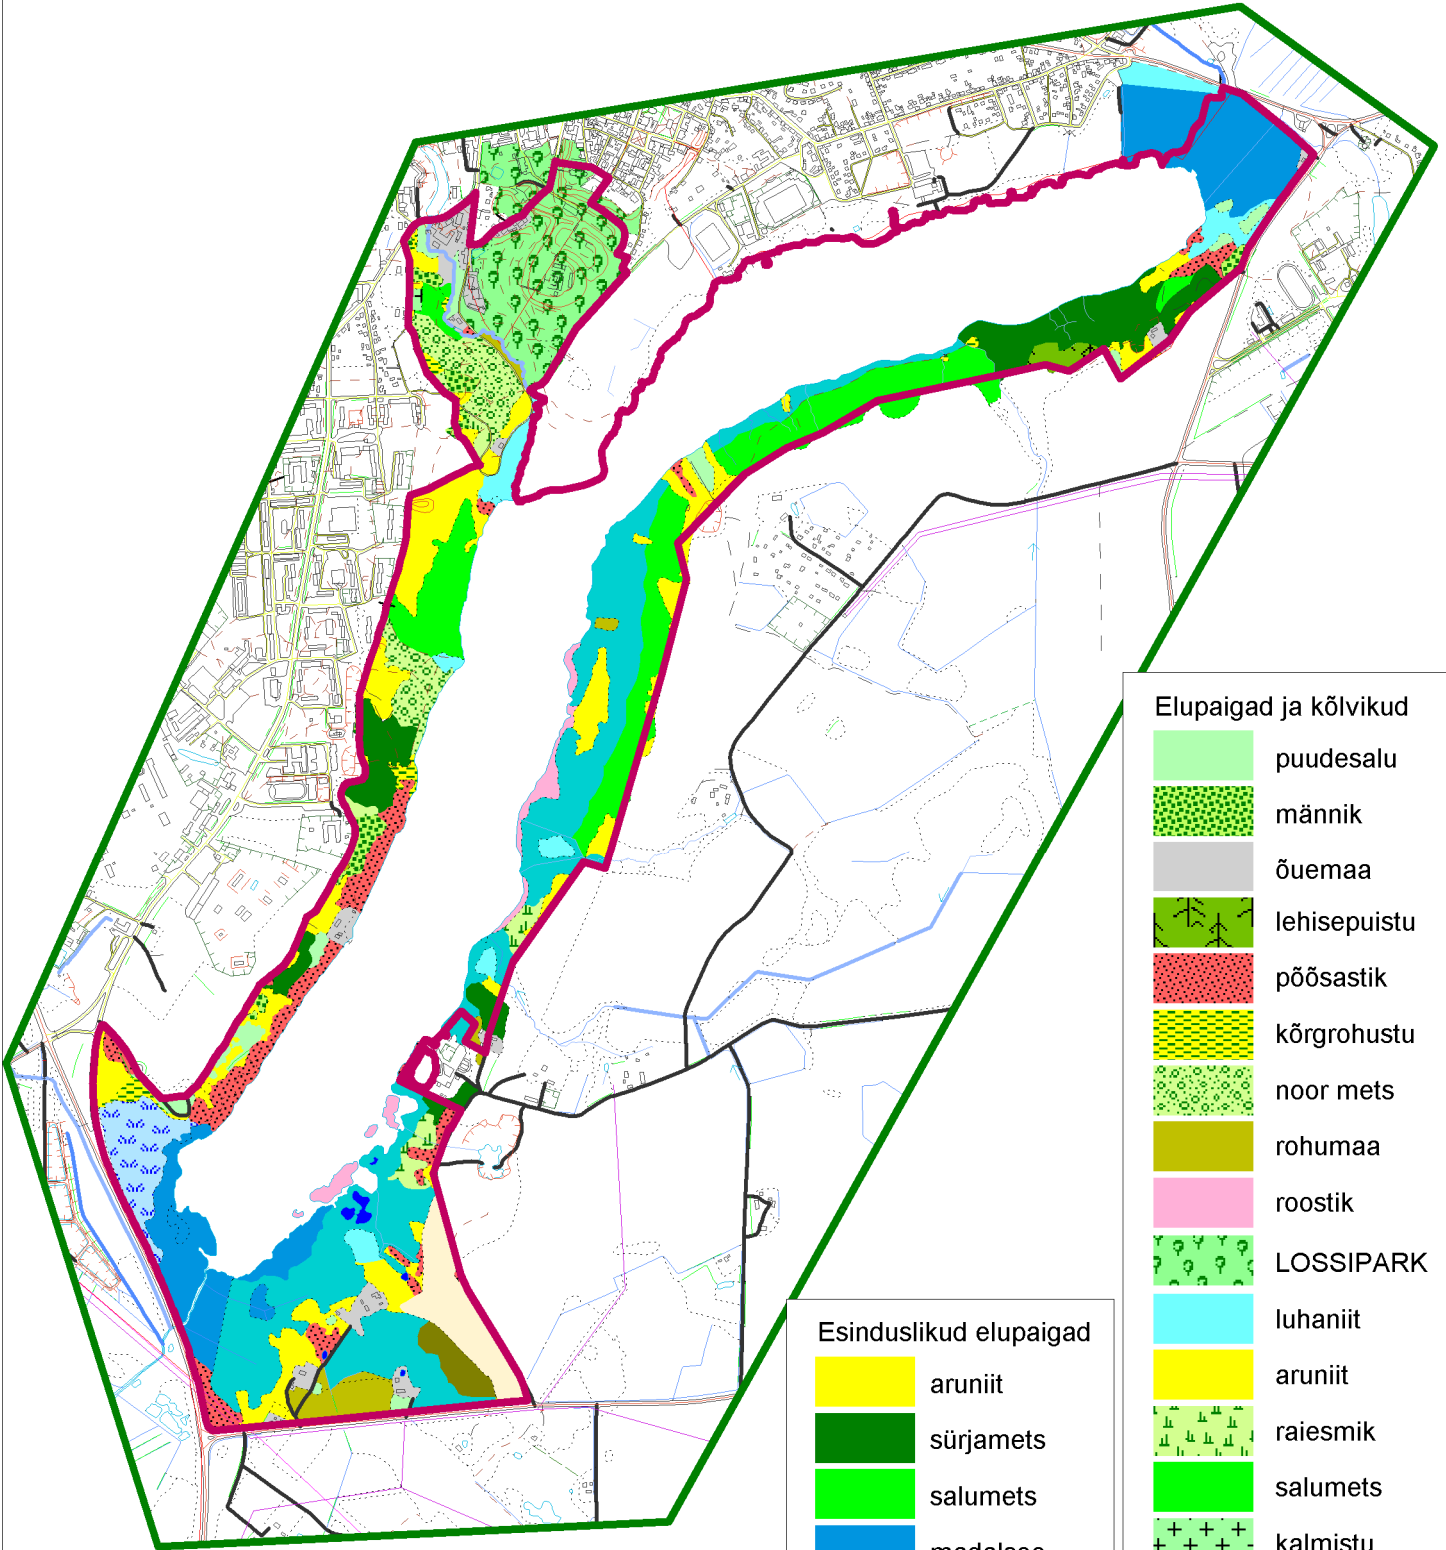 Elupaigad ja kõlvikud
puudesalu
männik
õuemaa
lehisepuistu
põõsastik
kõrgrohustu
noor mets
rohumaa
roostik
LOSSIPARK
luhaniit
aruniit
raiesmik
salumets
kalmistu
Esinduslikud elupaigad
aruniit
sürjamets
salumets